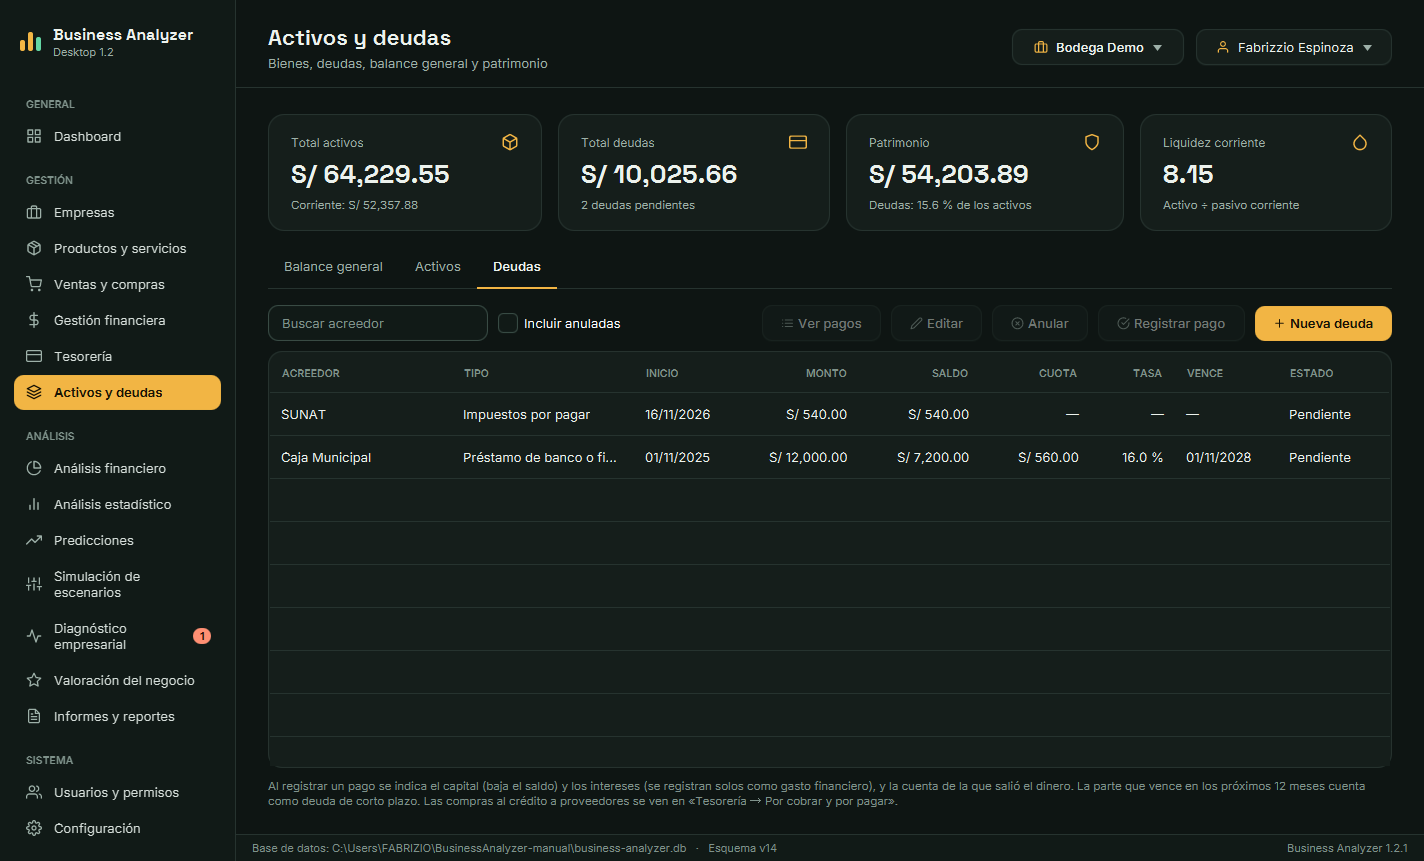 Business Analyzer
Desktop 1.2
GENERAL
Dashboard
GESTIÓN
Empresas
Productos y servicios
Ventas y compras
Gestión financiera
Tesorería
Activos y deudas
ANÁLISIS
Análisis financiero
Análisis estadístico
Predicciones
Simulación de
escenarios
Diagnóstico
empresarial
1
Valoración del negocio
Informes y reportes
SISTEMA
Usuarios y permisos
Configuración
Activos y deudas
Bienes, deudas, balance general y patrimonio
Bodega Demo
Fabrizzio Espinoza
Total activos
S/ 64,229.55
Corriente: S/ 52,357.88
Total deudas
S/ 10,025.66
2 deudas pendientes
Patrimonio
S/ 54,203.89
Deudas: 15.6 % de los activos
Liquidez corriente
8.15
Activo ÷ pasivo corriente
Balance general Activos Deudas
Buscar acreedor Incluir anuladas Ver pagos Editar Anular Registrar pago + Nueva deuda
ACREEDOR TIPO INICIO MONTO SALDO CUOTA TASA VENCE ESTADO
SUNAT Impuestos por pagar 16/11/2026 S/ 540.00 S/ 540.00 — — — Pendiente
Caja Municipal Préstamo de banco o fi... 01/11/2025 S/ 12,000.00 S/ 7,200.00 S/ 560.00 16.0 % 01/11/2028 Pendiente
Al registrar un pago se indica el capital (baja el saldo) y los intereses (se registran solos como gasto financiero), y la cuenta de la que salió el dinero. La parte que vence en los próximos 12 meses cuenta
como deuda de corto plazo. Las compras al crédito a proveedores se ven en «Tesorería → Por cobrar y por pagar».
Base de datos: C:\Users\FABRIZIO\BusinessAnalyzer-manual\business-analyzer.db · Esquema v14
Business Analyzer 1.2.1